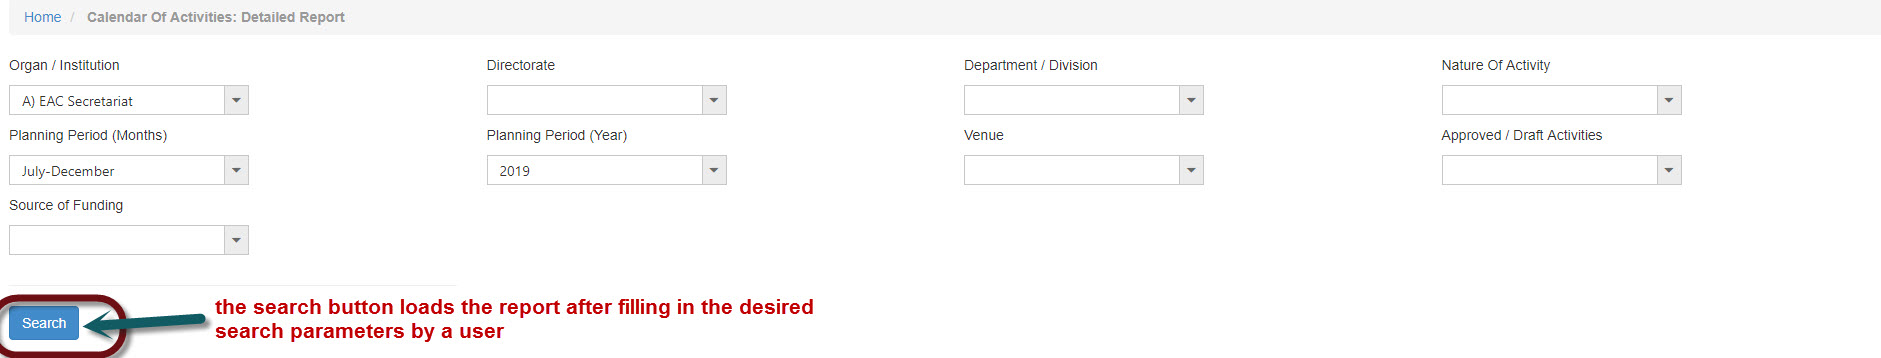 Home / Calendar Of Activities: Detailed Report
Organ / Institution Directorate Department / Division Nature Of Activity
A) EAC Secretariat
Planning Period (Months) Planning Period (Year) Venue Approved / Draft Activities
July-December 2019
Source of Funding
the search button loads the report after filling in the desired
Search search parameters by a user